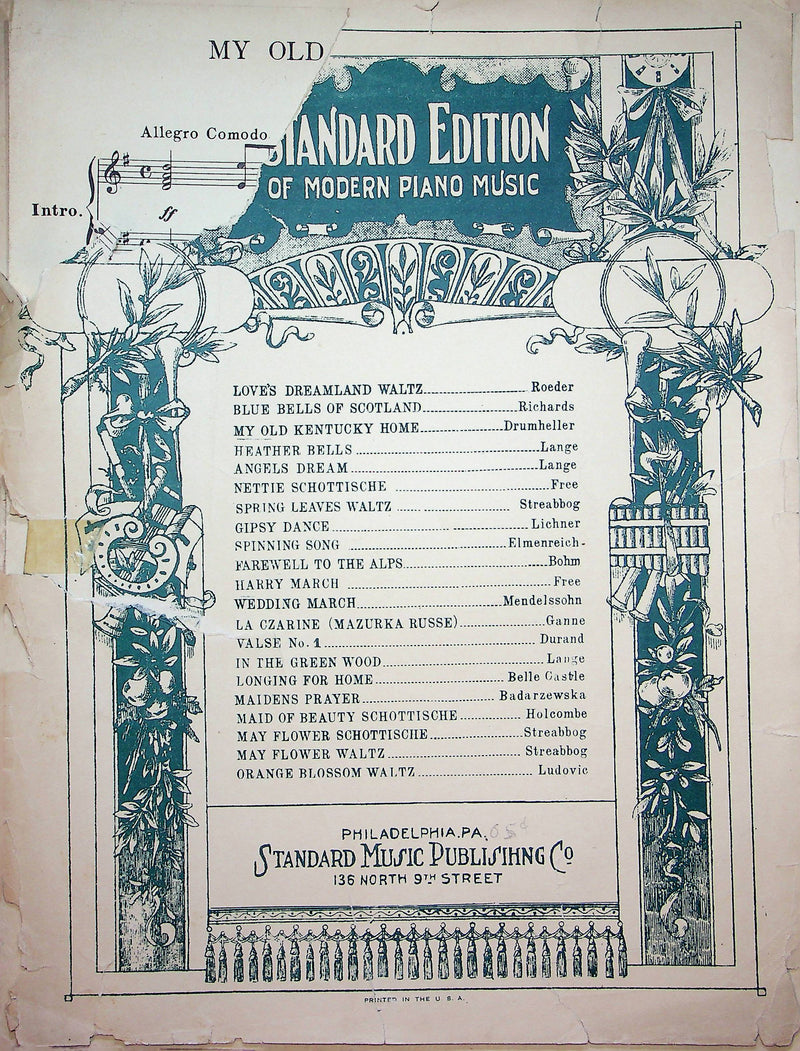 MY OLD
Allegro Comodo
Intro.
ff
STANDARD EDITION
OF MODERN PIANO MUSIC
LOVE'S DREAMLAND WALTZ Roeder
BLUE BELLS OF SCOTLAND Richards
MY OLD KENTUCKY HOME Drumheller
HEATHER BELLS Lange
ANGELS DREAM Lange
NETTIE SCHOTTISCHE Free
SPRING LEAVES WALTZ Streabbog
GIPSY DANCE Lichner
SPINNING SONG Elmenreich
FAREWELL TO THE ALPS Bohm
HARRY MARCH Free
WEDDING MARCH Mendelssohn
LA CZARINE (MAZURKA RUSSE) Ganne
VALSE No. 1 Durand
IN THE GREEN WOOD Lange
LONGING FOR HOME Belle Castle
MAIDENS PRAYER Badarzewska
MAID OF BEAUTY SCHOTTISCHE Holcombe
MAY FLOWER SCHOTTISCHE Streabbog
MAY FLOWER WALTZ Streabbog
ORANGE BLOSSOM WALTZ Ludovic
PHILADELPHIA.PA. 65¢
STANDARD MUSIC PUBLISIHNG CO
136 NORTH 9TH STREET
PRINTED IN THE U. S. A.